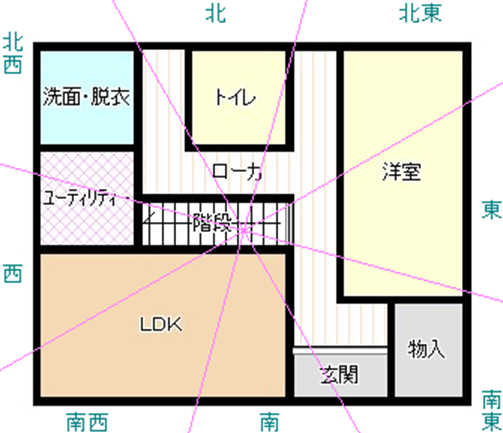 北
北東
北
西
洗面・脱衣
トイレ
洋室
ローカ
ユーティリティ
階段
東
西
LDK
物入
玄関
南西
南
南
東